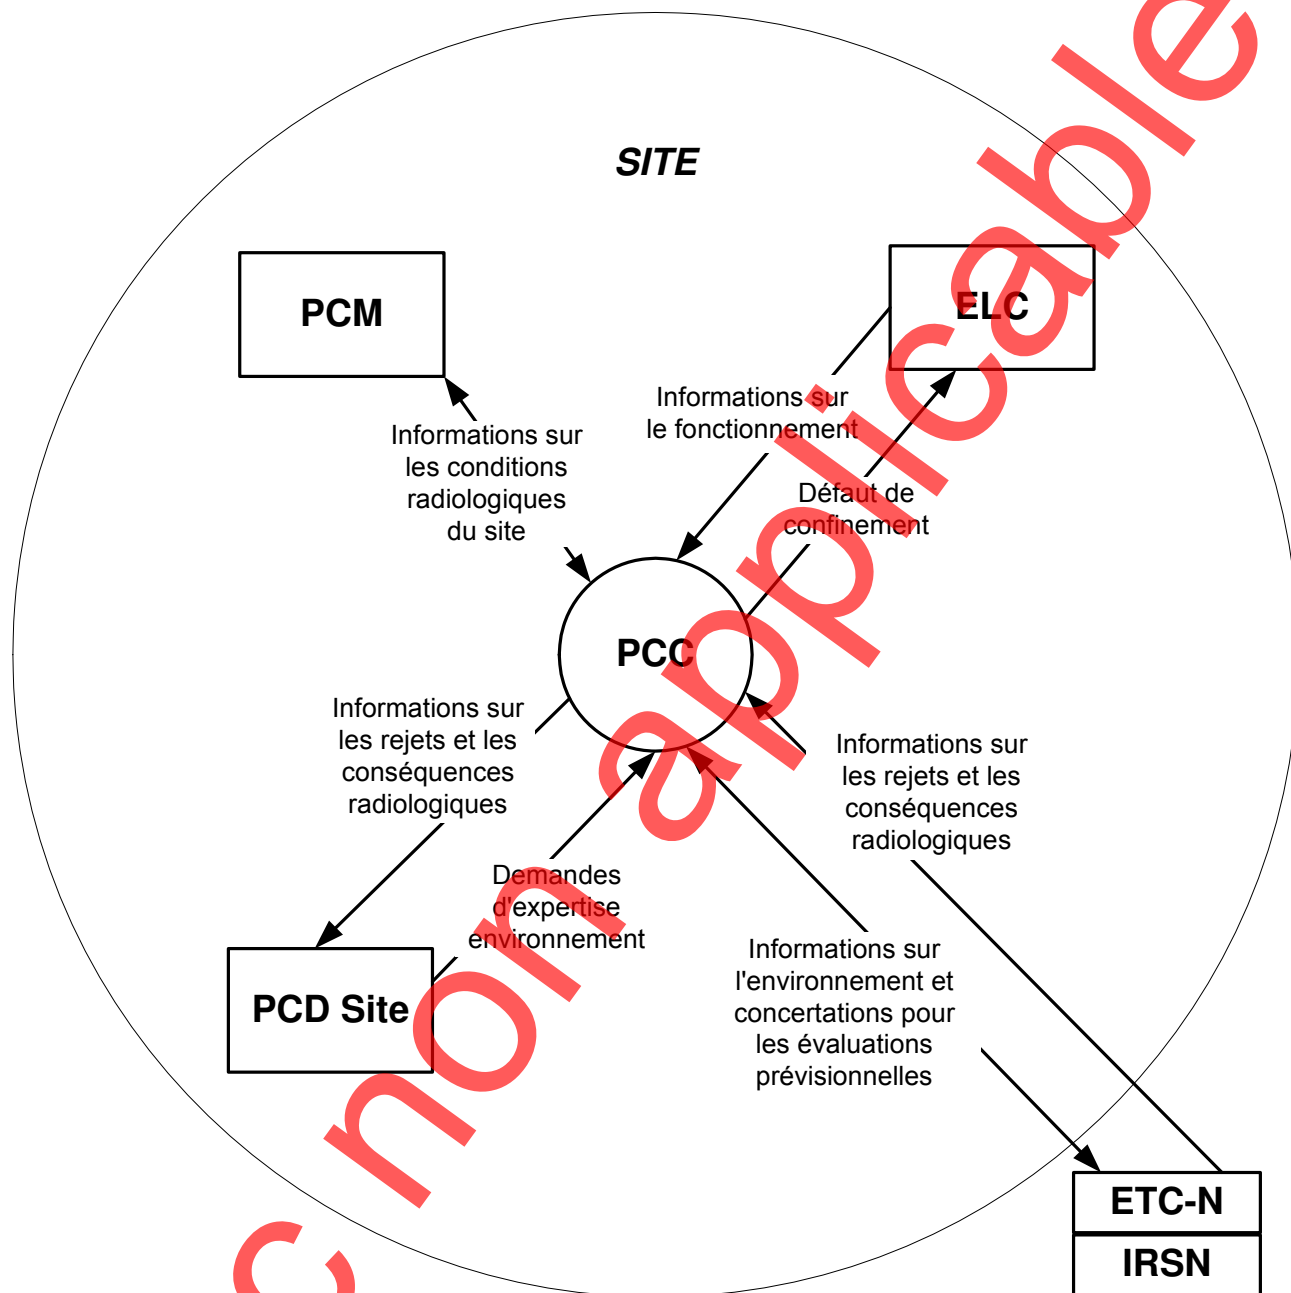 SITE
PCM
ELC
Informations sur
le fonctionnement
Informations sur
les conditions
radiologiques
du site
Défaut de
confinement
PCC
Informations sur
les rejets et les
conséquences
radiologiques
Informations sur
les rejets et les
conséquences
radiologiques
Demandes
d'expertise
environnement
PCD Site
Informations sur
l'environnement et
concertations pour
les évaluations
prévisionnelles
ETC-N
IRSN
c non applicable